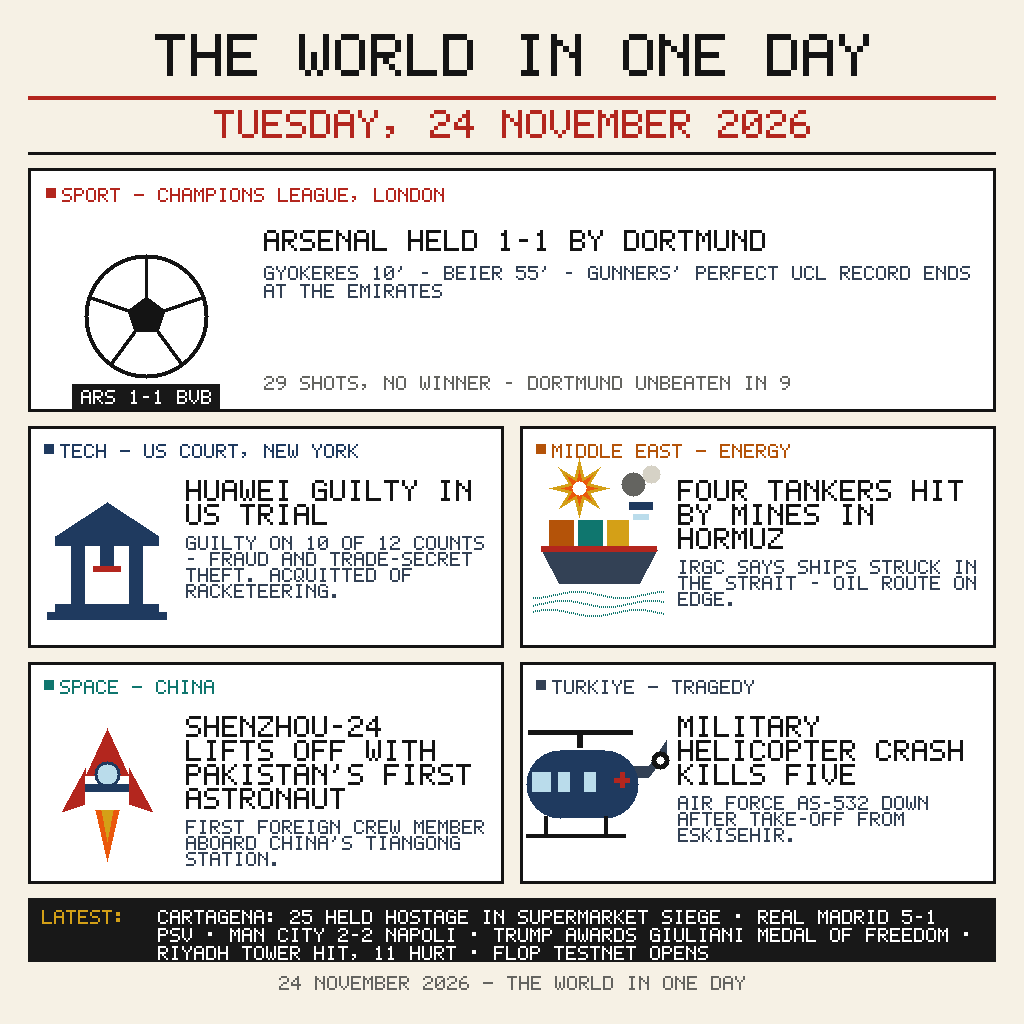 THE WORLD IN ONE DAY
TUESDAY, 24 NOVEMBER 2026
SPORT – CHAMPIONS LEAGUE, LONDON
ARSENAL HELD 1-1 BY DORTMUND
GYOKERES 10' - BEIER 55' - GUNNERS' PERFECT UCL RECORD ENDS
AT THE EMIRATES
29 SHOTS, NO WINNER - DORTMUND UNBEATEN IN 9
ARS 1-1 BVB
TECH – US COURT, NEW YORK
HUAWEI GUILTY IN
US TRIAL
GUILTY ON 10 OF 12 COUNTS
- FRAUD AND TRADE-SECRET
THEFT. ACQUITTED OF
RACKETEERING.
MIDDLE EAST – ENERGY
FOUR TANKERS HIT
BY MINES IN
HORMUZ
IRGC SAYS SHIPS STRUCK IN
THE STRAIT - OIL ROUTE ON
EDGE.
SPACE – CHINA
SHENZHOU-24
LIFTS OFF WITH
PAKISTAN'S FIRST
ASTRONAUT
FIRST FOREIGN CREW MEMBER
ABOARD CHINA'S TIANGONG
STATION.
TURKIYE – TRAGEDY
MILITARY
HELICOPTER CRASH
KILLS FIVE
AIR FORCE AS-532 DOWN
AFTER TAKE-OFF FROM
ESKISEHIR.
LATEST: CARTAGENA: 25 HELD HOSTAGE IN SUPERMARKET SIEGE · REAL MADRID 5-1
PSV · MAN CITY 2-2 NAPOLI · TRUMP AWARDS GIULIANI MEDAL OF FREEDOM ·
RIYADH TOWER HIT, 11 HURT · FLOP TESTNET OPENS
24 NOVEMBER 2026 – THE WORLD IN ONE DAY